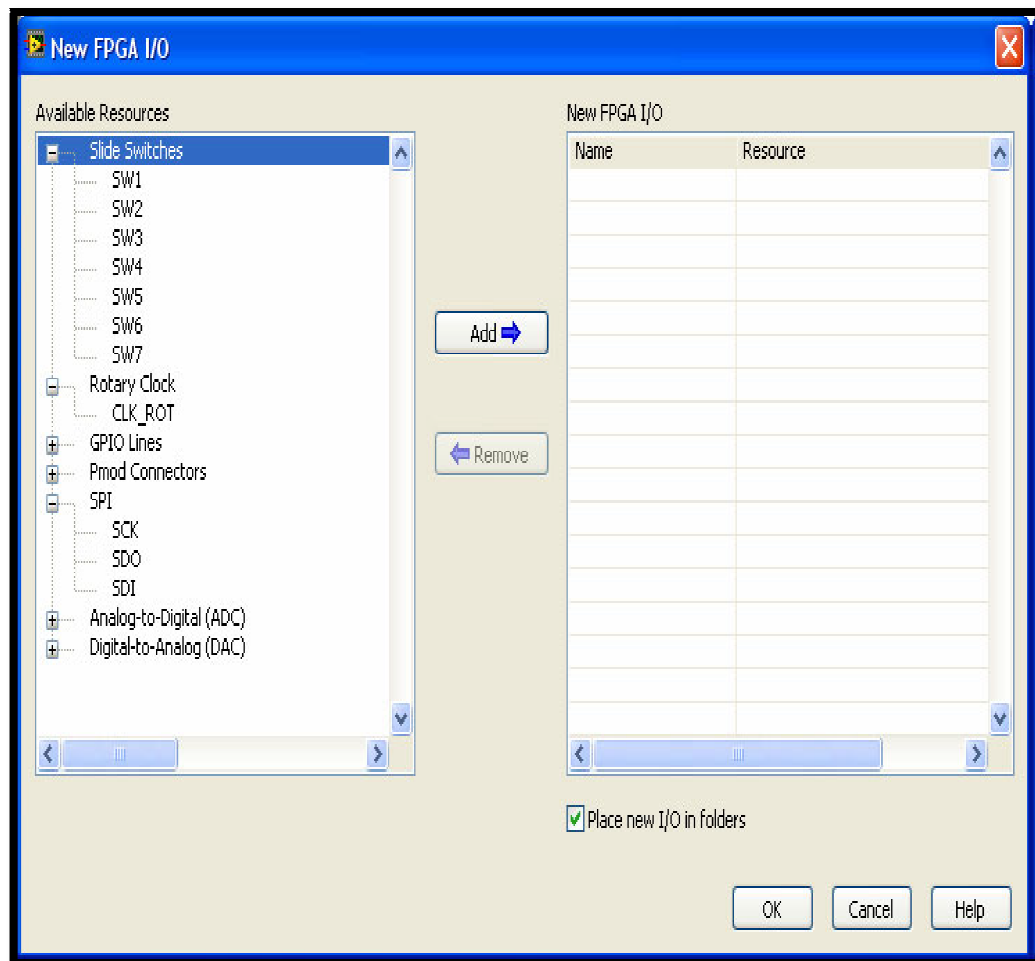 New FPGA I/O
Available Resources
Slide Switches
SW1
SW2
SW3
SW4
SW5
SW6
SW7
Rotary Clock
CLK_ROT
GPIO Lines
Pmod Connectors
SPI
SCK
SDO
SDI
Analog-to-Digital (ADC)
Digital-to-Analog (DAC)
Add
Remove
New FPGA I/O
Name Resource
Place new I/O in folders
OK Cancel Help